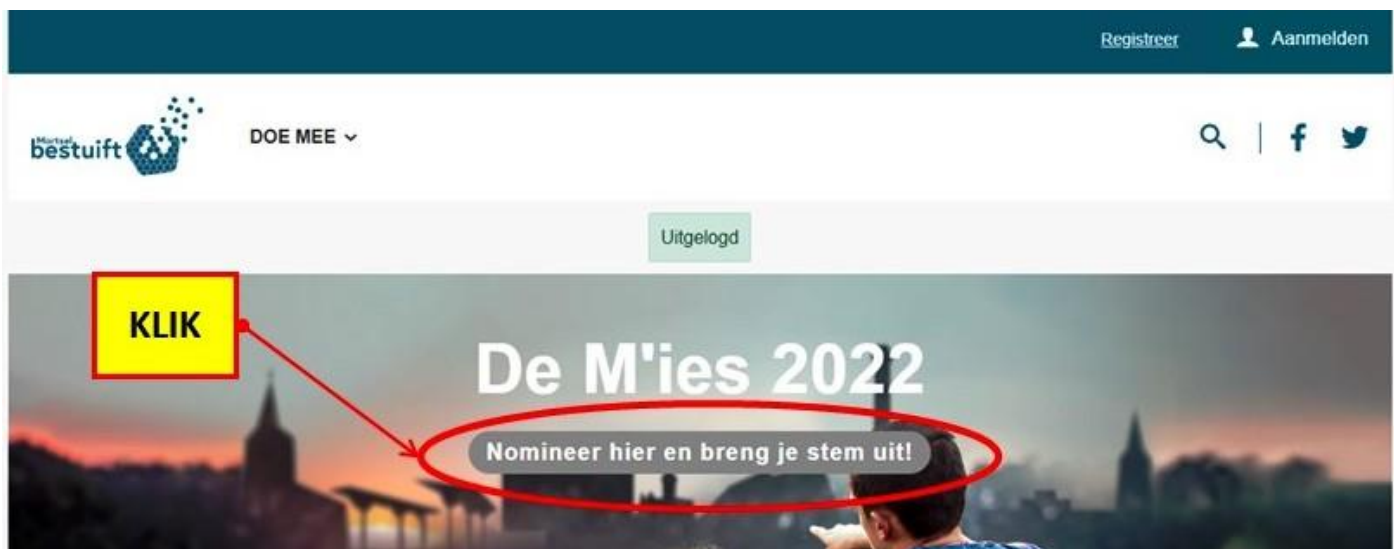 Registreer Aanmelden
Mortsel
bestuift
DOE MEE
Uitgelogd
KLIK
De M'ies 2022
Nomineer hier en breng je stem uit!